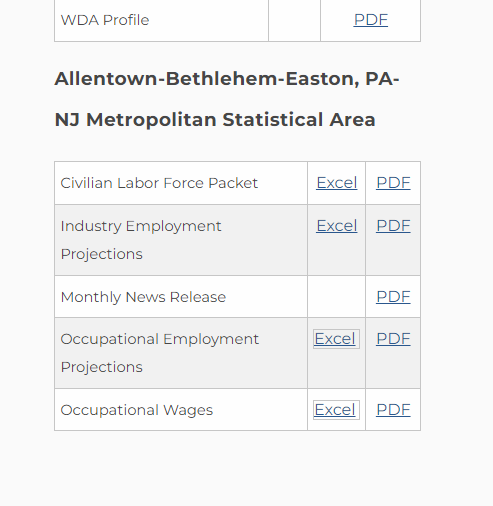 WDA Profile PDF
Allentown-Bethlehem-Easton, PA-
NJ Metropolitan Statistical Area
Civilian Labor Force Packet Excel PDF
Industry Employment Excel PDF
Projections
Monthly News Release PDF
Occupational Employment Excel PDF
Projections
Occupational Wages Excel PDF